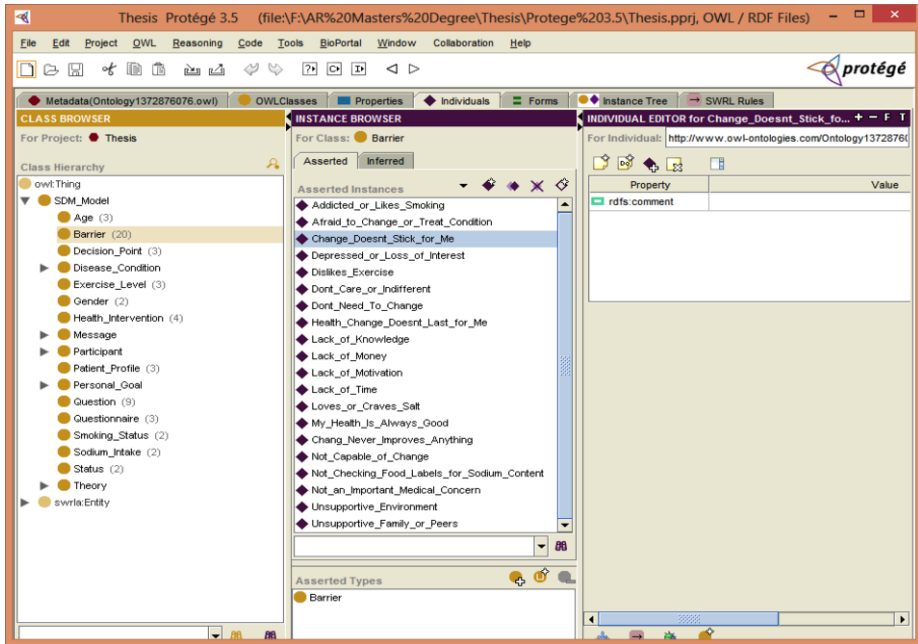 Thesis Protégé 3.5 (file:\F:\AR%20Masters%20Degree\Thesis\Protege%203.5\Thesis.pprj, OWL / RDF Files)
File Edit Project OWL Reasoning Code Tools BioPortal Window Collaboration Help
protégé
Metadata(Ontology1372876076.owl) OWLClasses Properties Individuals Forms Instance Tree SWRL Rules
CLASS BROWSER
For Project: Thesis
Class Hierarchy
owl:Thing
SDM_Model
Age (3)
Barrier (20)
Decision_Point (3)
Disease_Condition
Exercise_Level (3)
Gender (2)
Health_Intervention (4)
Message
Participant
Patient_Profile (3)
Personal_Goal
Question (9)
Questionnaire (3)
Smoking_Status (2)
Sodium_Intake (2)
Status (2)
Theory
swrla:Entity
INSTANCE BROWSER
For Class: Barrier
Asserted Inferred
Asserted Instances
Addicted_or_Likes_Smoking
Afraid_to_Change_or_Treat_Condition
Change_Doesnt_Stick_for_Me
Depressed_or_Loss_of_Interest
Dislikes_Exercise
Dont_Care_or_Indifferent
Dont_Need_To_Change
Health_Change_Doesnt_Last_for_Me
Lack_of_Knowledge
Lack_of_Money
Lack_of_Motivation
Lack_of_Time
Loves_or_Craves_Salt
My_Health_Is_Always_Good
Chang_Never_Improves_Anything
Not_Capable_of_Change
Not_Checking_Food_Labels_for_Sodium_Content
Not_an_Important_Medical_Concern
Unsupportive_Environment
Unsupportive_Family_or_Peers
Asserted Types
Barrier
INDIVIDUAL EDITOR for Change_Doesnt_Stick_fo... + − F T
For Individual: http://www.owl-ontologies.com/Ontology1372876(
Property Value
rdfs:comment